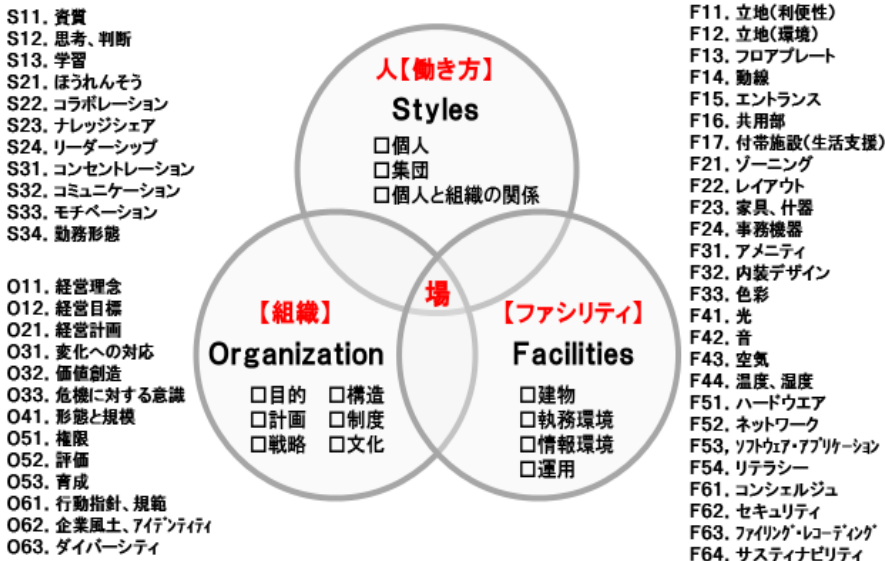 S11. 資質
S12. 思考、判断
S13. 学習
S21. ほうれんそう
S22. コラボレーション
S23. ナレッジシェア
S24. リーダーシップ
S31. コンセントレーション
S32. コミュニケーション
S33. モチベーション
S34. 勤務形態
O11. 経営理念
O12. 経営目標
O21. 経営計画
O31. 変化への対応
O32. 価値創造
O33. 危機に対する意識
O41. 形態と規模
O51. 権限
O52. 評価
O53. 育成
O61. 行動指針、規範
O62. 企業風土、アイデンティティ
O63. ダイバーシティ
人【働き方】
Styles
□個人
□集団
□個人と組織の関係
場
【組織】
Organization
□目的 □構造
□計画 □制度
□戦略 □文化
【ファシリティ】
Facilities
□建物
□執務環境
□情報環境
□運用
F11. 立地(利便性)
F12. 立地(環境)
F13. フロアプレート
F14. 動線
F15. エントランス
F16. 共用部
F17. 付帯施設(生活支援)
F21. ゾーニング
F22. レイアウト
F23. 家具、什器
F24. 事務機器
F31. アメニティ
F32. 内装デザイン
F33. 色彩
F41. 光
F42. 音
F43. 空気
F44. 温度、湿度
F51. ハードウエア
F52. ネットワーク
F53, ソフトウェア・アプリケーション
F54. リテラシー
F61. コンシェルジュ
F62. セキュリティ
F63. ファイリング・レコーディング
F64. サスティナビリティ